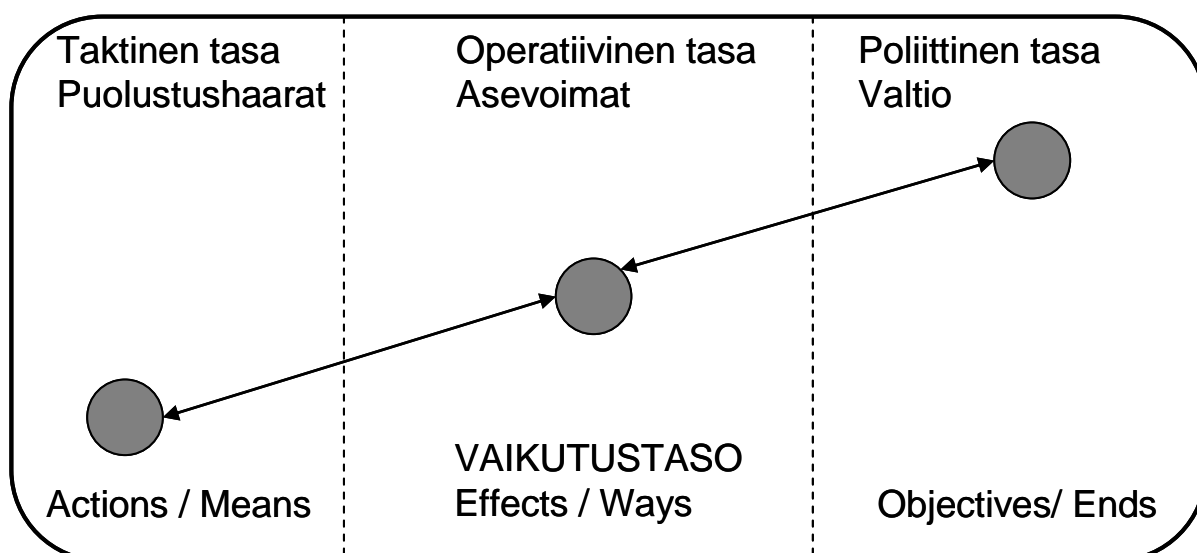 Taktinen tasa
Puolustushaarat
Operatiivinen tasa
Asevoimat
Poliittinen tasa
Valtio
Actions / Means
VAIKUTUSTASO
Effects / Ways
Objectives/ Ends